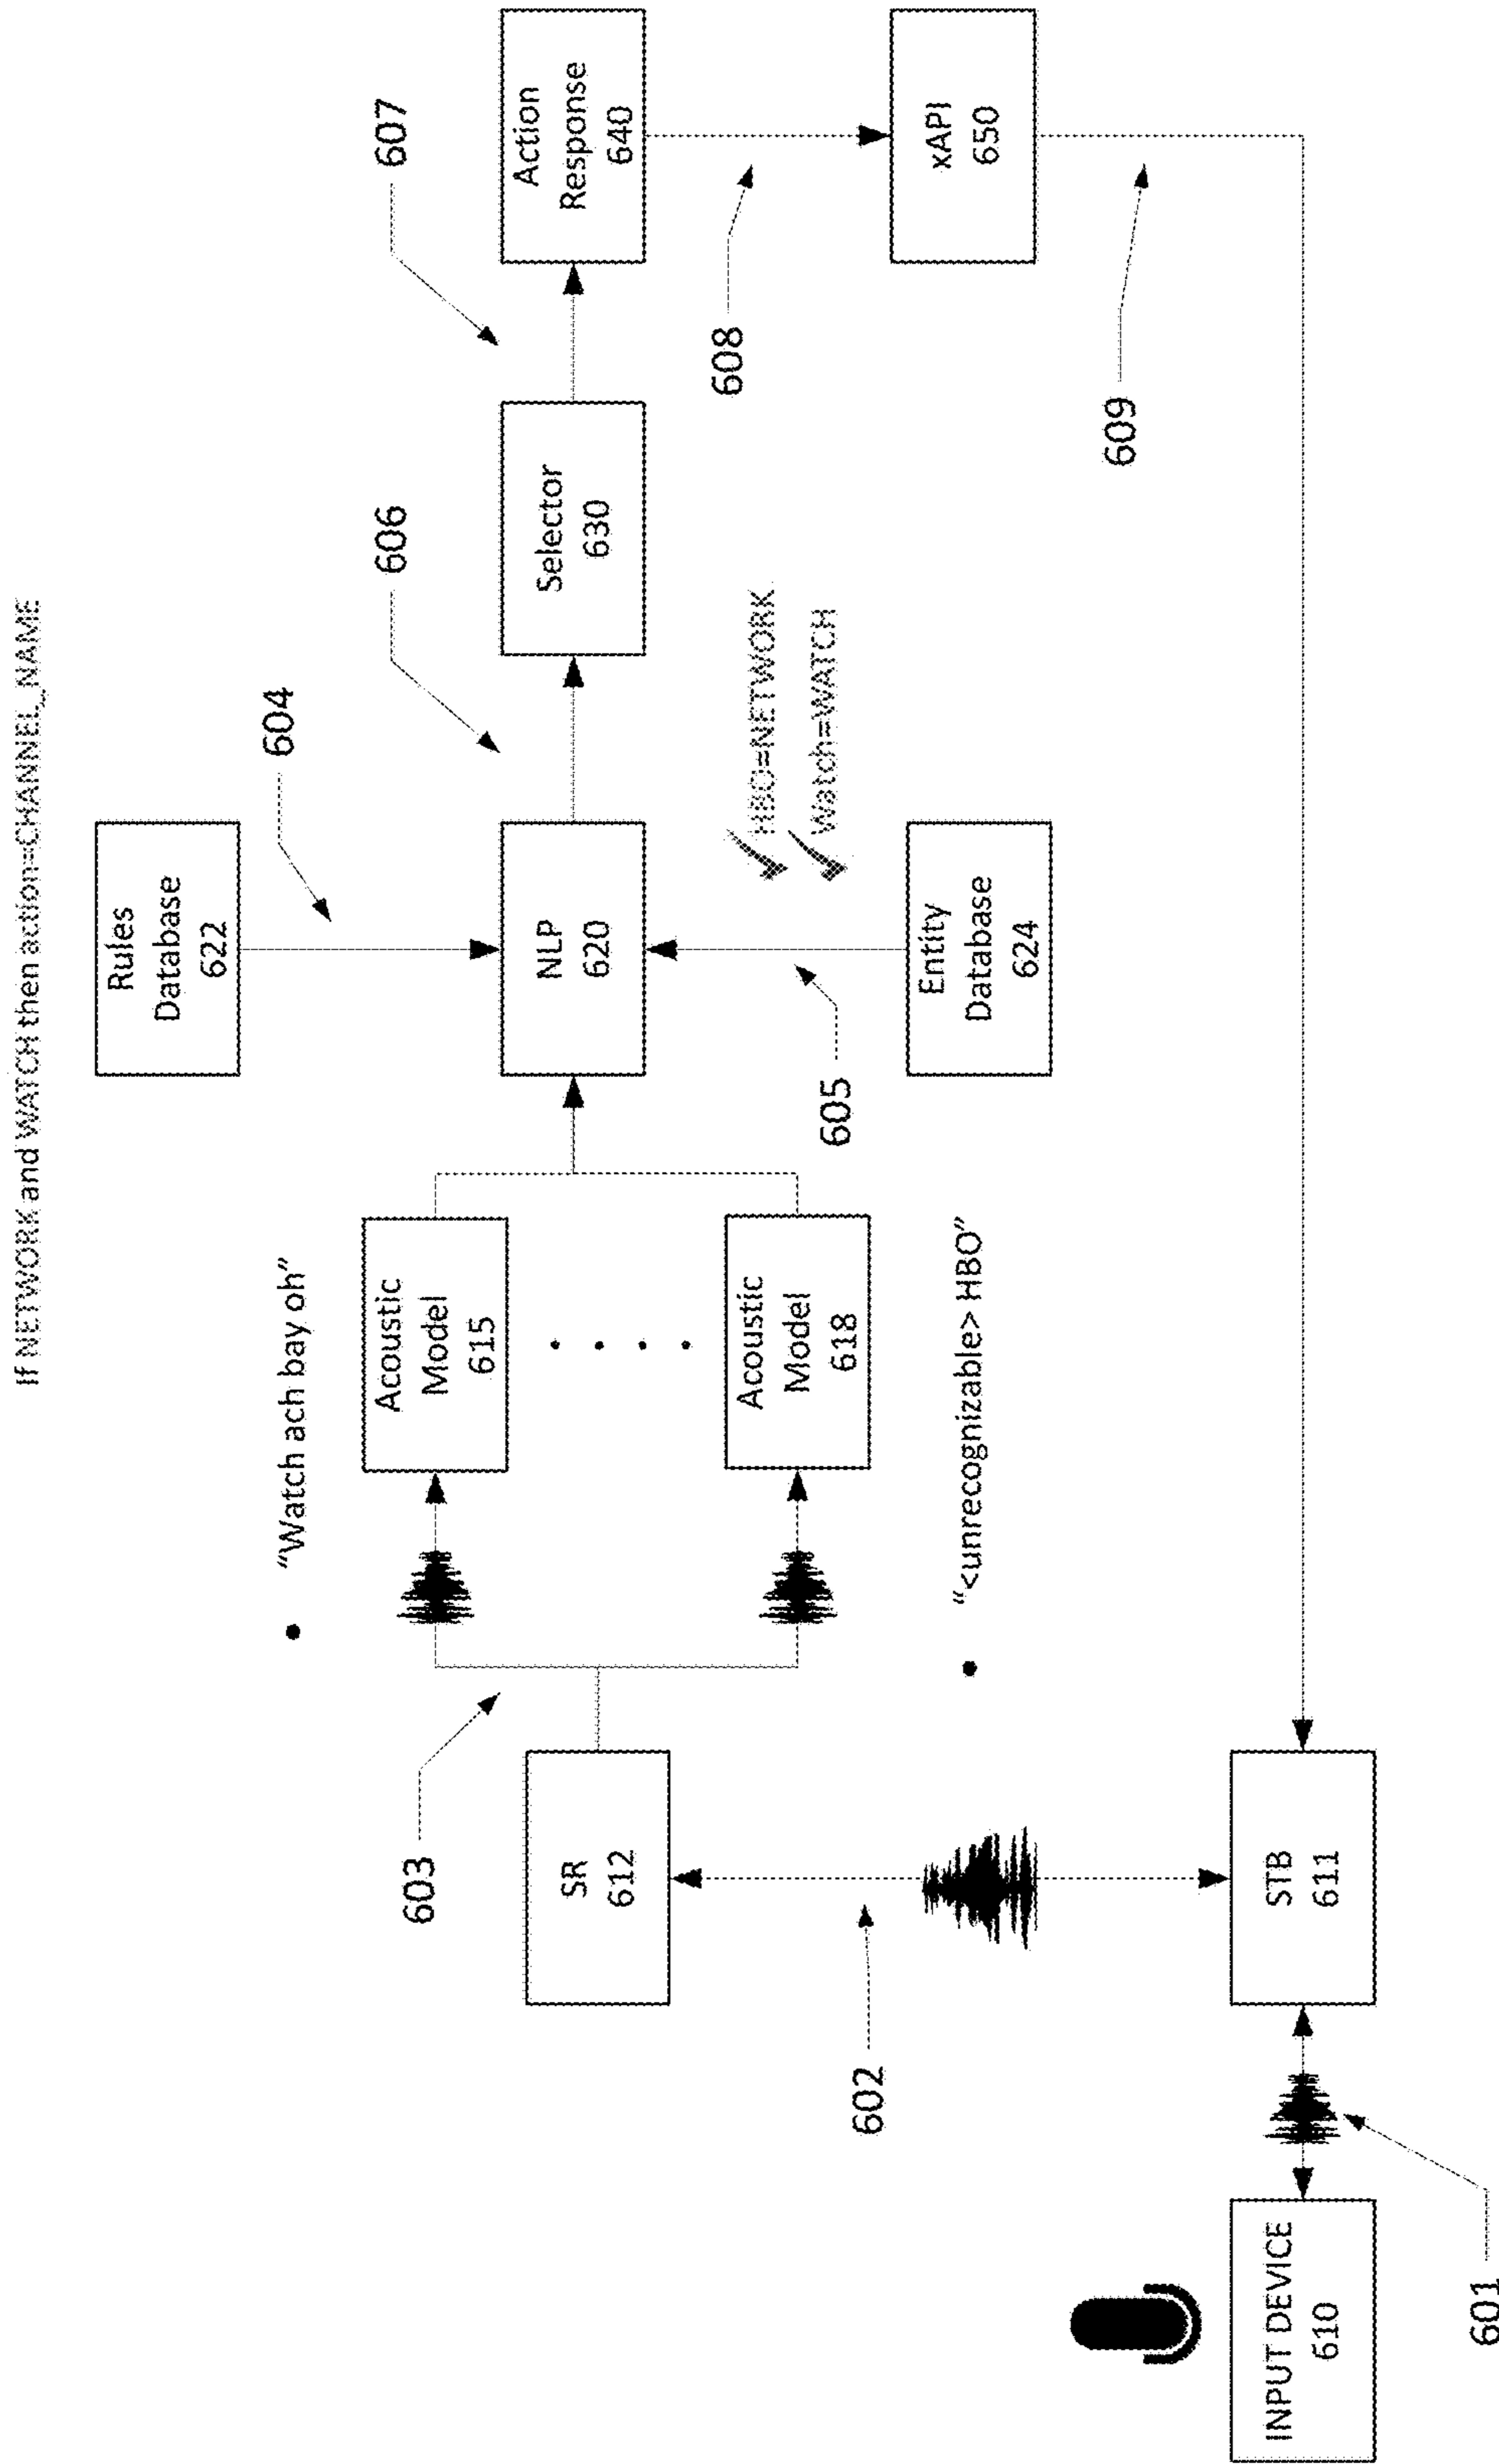 If NETWORK and WATCH then action=CHANNEL_NAME
Rules
Database
622
604
“Watch ach bay oh”
606
607
Acoustic
Model
615
NLP
620
Selector
630
Action
Response
640
603
SR
612
HBO=NETWORK
Watch=WATCH
608
Acoustic
Model
618
605
Entity
Database
624
xAPI
650
602
“<unrecognizable> HBO”
609
INPUT DEVICE
610
STB
611
601